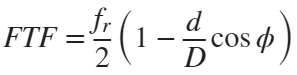 FTF = \frac{f_r}{2} \left( 1 - \frac{d}{D} \cos \phi \right)